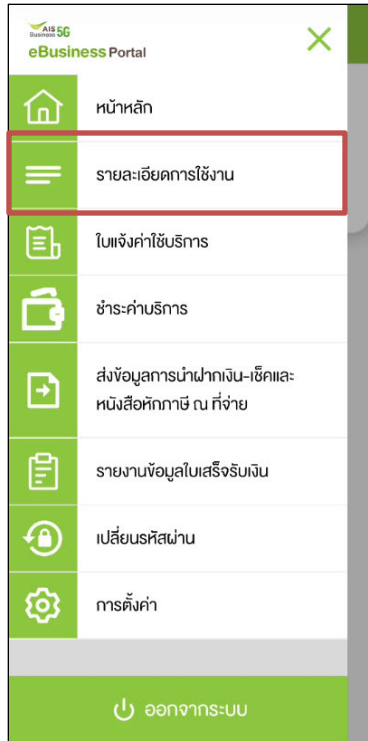 AIS 5G
Business
eBusiness Portal
หน้าหลัก
รายละเอียดการใช้งาน
ใบแจ้งค่าใช้บริการ
ชำระค่าบริการ
ส่งข้อมูลการนำฝากเงิน-เช็คและ
หนังสือหักภาษี ณ ที่จ่าย
รายงานข้อมูลใบเสร็จรับเงิน
เปลี่ยนรหัสผ่าน
การตั้งค่า
ออกจากระบบ